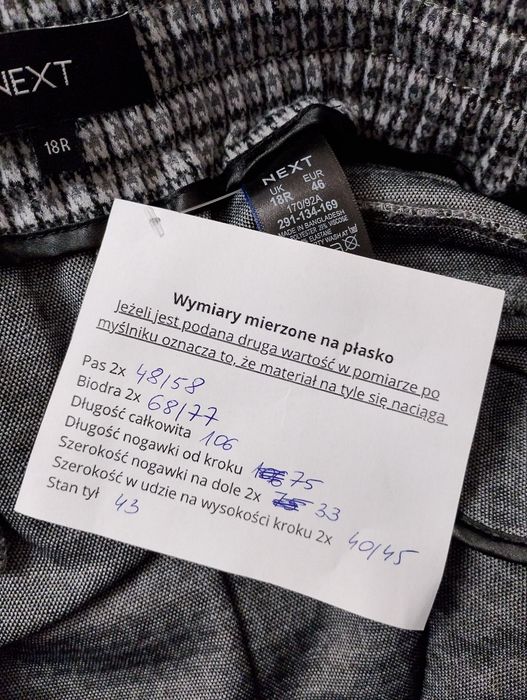 NEXT
18R
NEXT
UK EUR
18R 46
170/92A
291-134-169
MADE IN BANGLADESH
Wymiary mierzone na płasko
Jeżeli jest podana druga wartość w pomiarze po
myślniku oznacza to, że materiał na tyle się naciąga
Pas 2x 48/58
Biodra 2x 68/77
Długość całkowita 106
Długość nogawki od kroku 75
Szerokość nogawki na dole 2x 33
Szerokość w udzie na wysokości kroku 2x 40/45
Stan tył 43